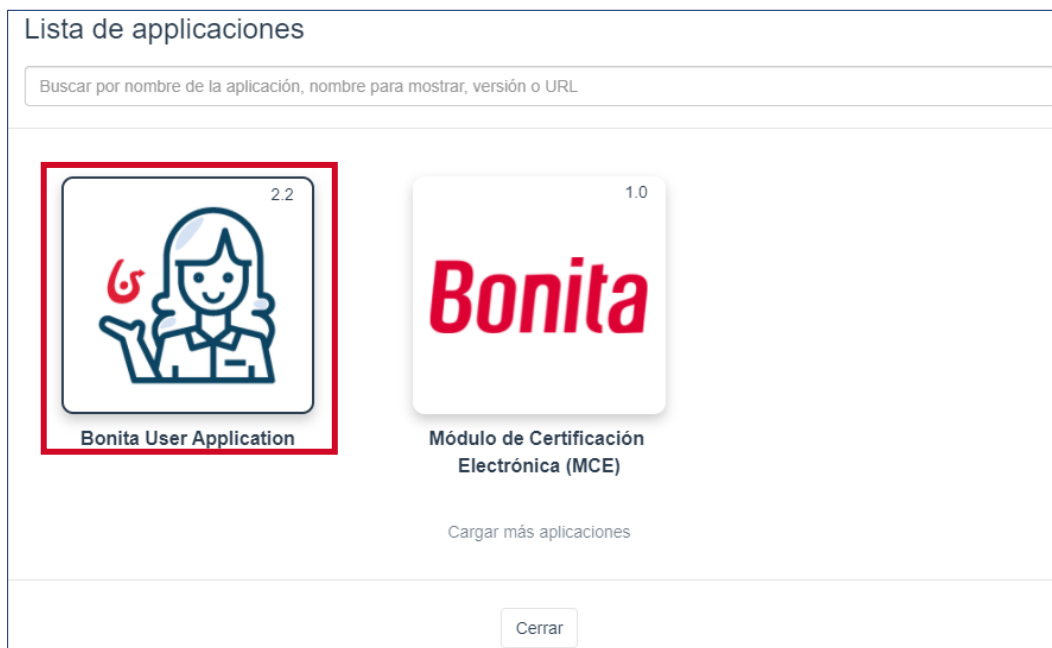 Lista de applicaciones
Buscar por nombre de la aplicación, nombre para mostrar, versión o URL
2.2
1.0
Bonita
Bonita User Application
Módulo de Certificación
Electrónica (MCE)
Cargar más aplicaciones
Cerrar